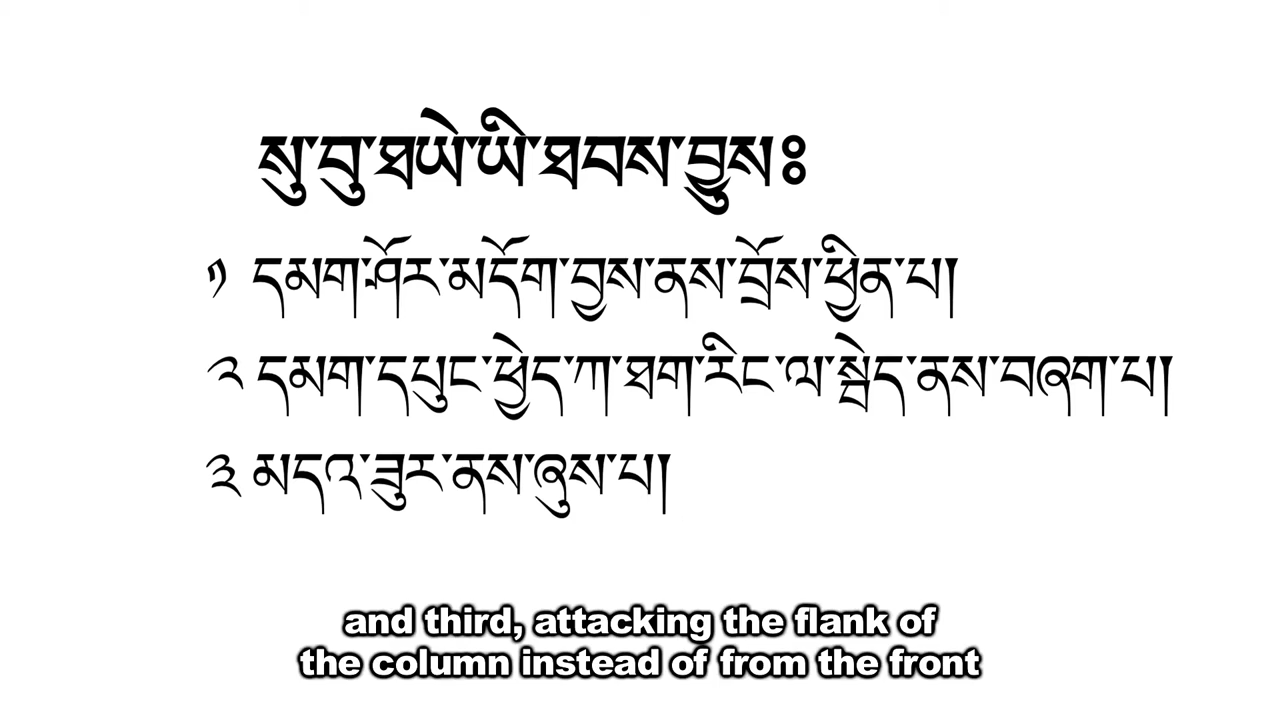 སུ་བུ་ཐཡེ་ཡི་ཐབས་བྱུས༔
༡ དམག་ཤོར་མདོག་བྱས་ནས་བྲོས་ཕྱིན་པ།
༢ དམག་དཔུང་ཕྱེད་ཀ་ཐག་རིང་ལ་སྦེད་ནས་བཞག་པ།
༣ མདའ་ཟུར་ནས་ཞུས་པ།
and third, attacking the flank of
the column instead of from the front